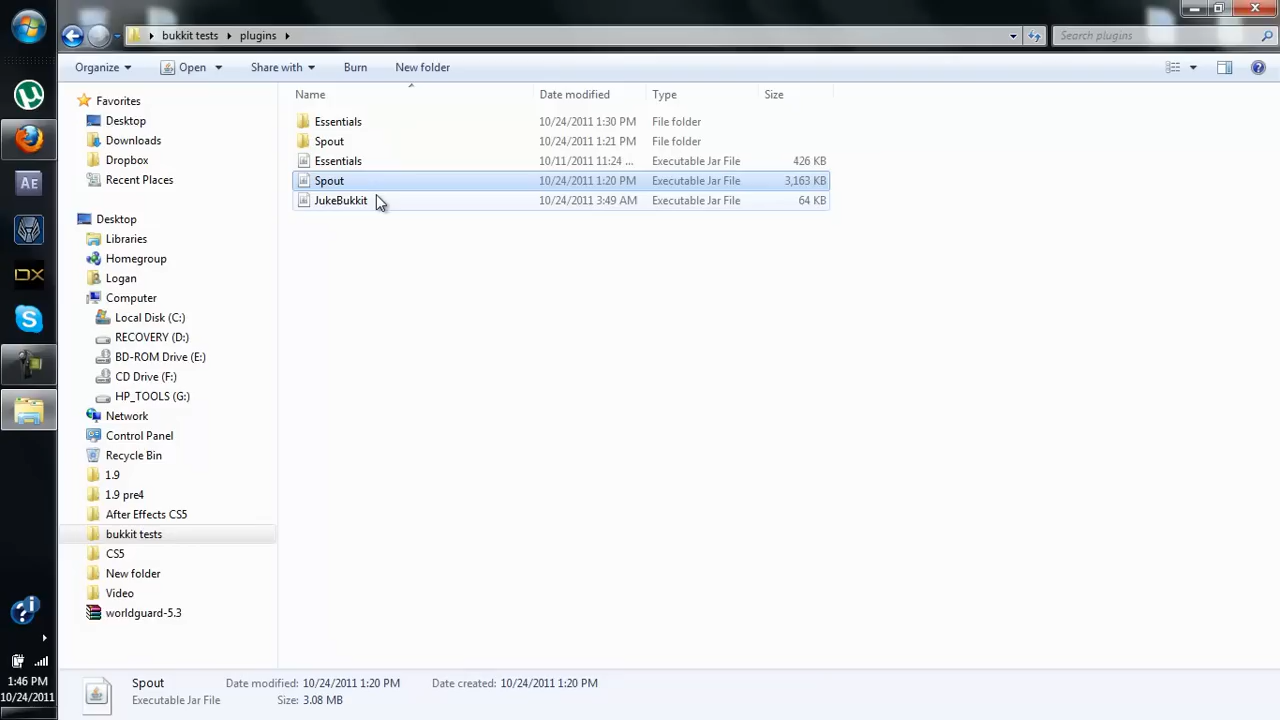 bukkit tests plugins Search plugins
Organize Open Share with Burn New folder
Name Date modified Type Size
Essentials 10/24/2011 1:30 PM File folder
Spout 10/24/2011 1:21 PM File folder
Essentials 10/11/2011 11:24 ... Executable Jar File 426 KB
Spout 10/24/2011 1:20 PM Executable Jar File 3,163 KB
JukeBukkit 10/24/2011 3:49 AM Executable Jar File 64 KB
Favorites
Desktop
Downloads
Dropbox
Recent Places
Desktop
Libraries
Homegroup
Logan
Computer
Local Disk (C:)
RECOVERY (D:)
BD-ROM Drive (E:)
CD Drive (F:)
HP_TOOLS (G:)
Network
Control Panel
Recycle Bin
1.9
1.9 pre4
After Effects CS5
bukkit tests
CS5
New folder
Video
worldguard-5.3
Ae
DX
1:46 PM
10/24/2011
Spout Date modified: 10/24/2011 1:20 PM Date created: 10/24/2011 1:20 PM
Executable Jar File Size: 3.08 MB